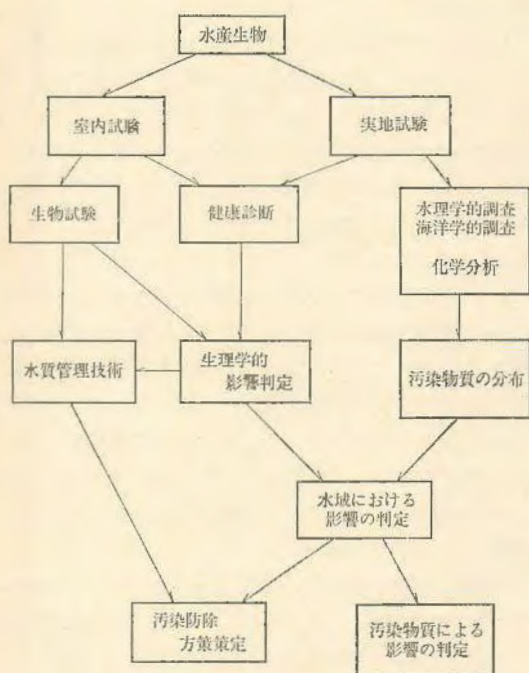 水産生物
室内試験
実地試験
生物試験
健康診断
水理学的調査
海洋学的調査
化学分析
水質管理技術
生理学的
影響判定
汚染物質の分布
水域における
影響の判定
汚染防除
方策策定
汚染物質による
影響の判定